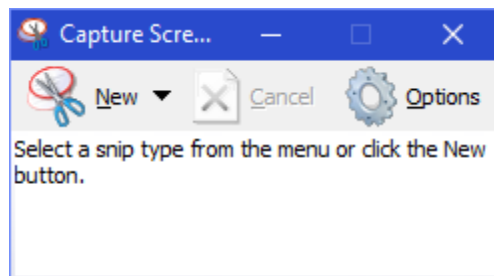 Capture Scre...
New Cancel Options
Select a snip type from the menu or click the New
button.